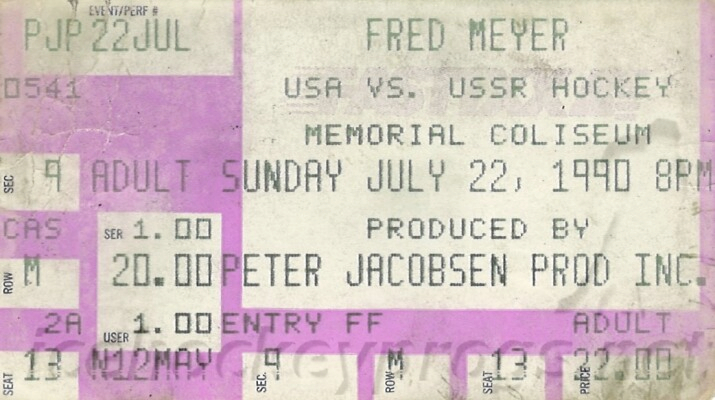 EVENT/PERF #
PJP 22JUL FRED MEYER
0541 USA VS. USSR HOCKEY
MEMORIAL COLISEUM
SEC 9 ADULT SUNDAY JULY 22, 1990 8PM
CAS SER 1.00 PRODUCED BY
ROW M 20.00 PETER JACOBSEN PROD INC.
2A USER 1.00 ENTRY FF ADULT
SEAT 13 N12MAY SEC. 9 ROW M SEAT 13 PRICE 22.00